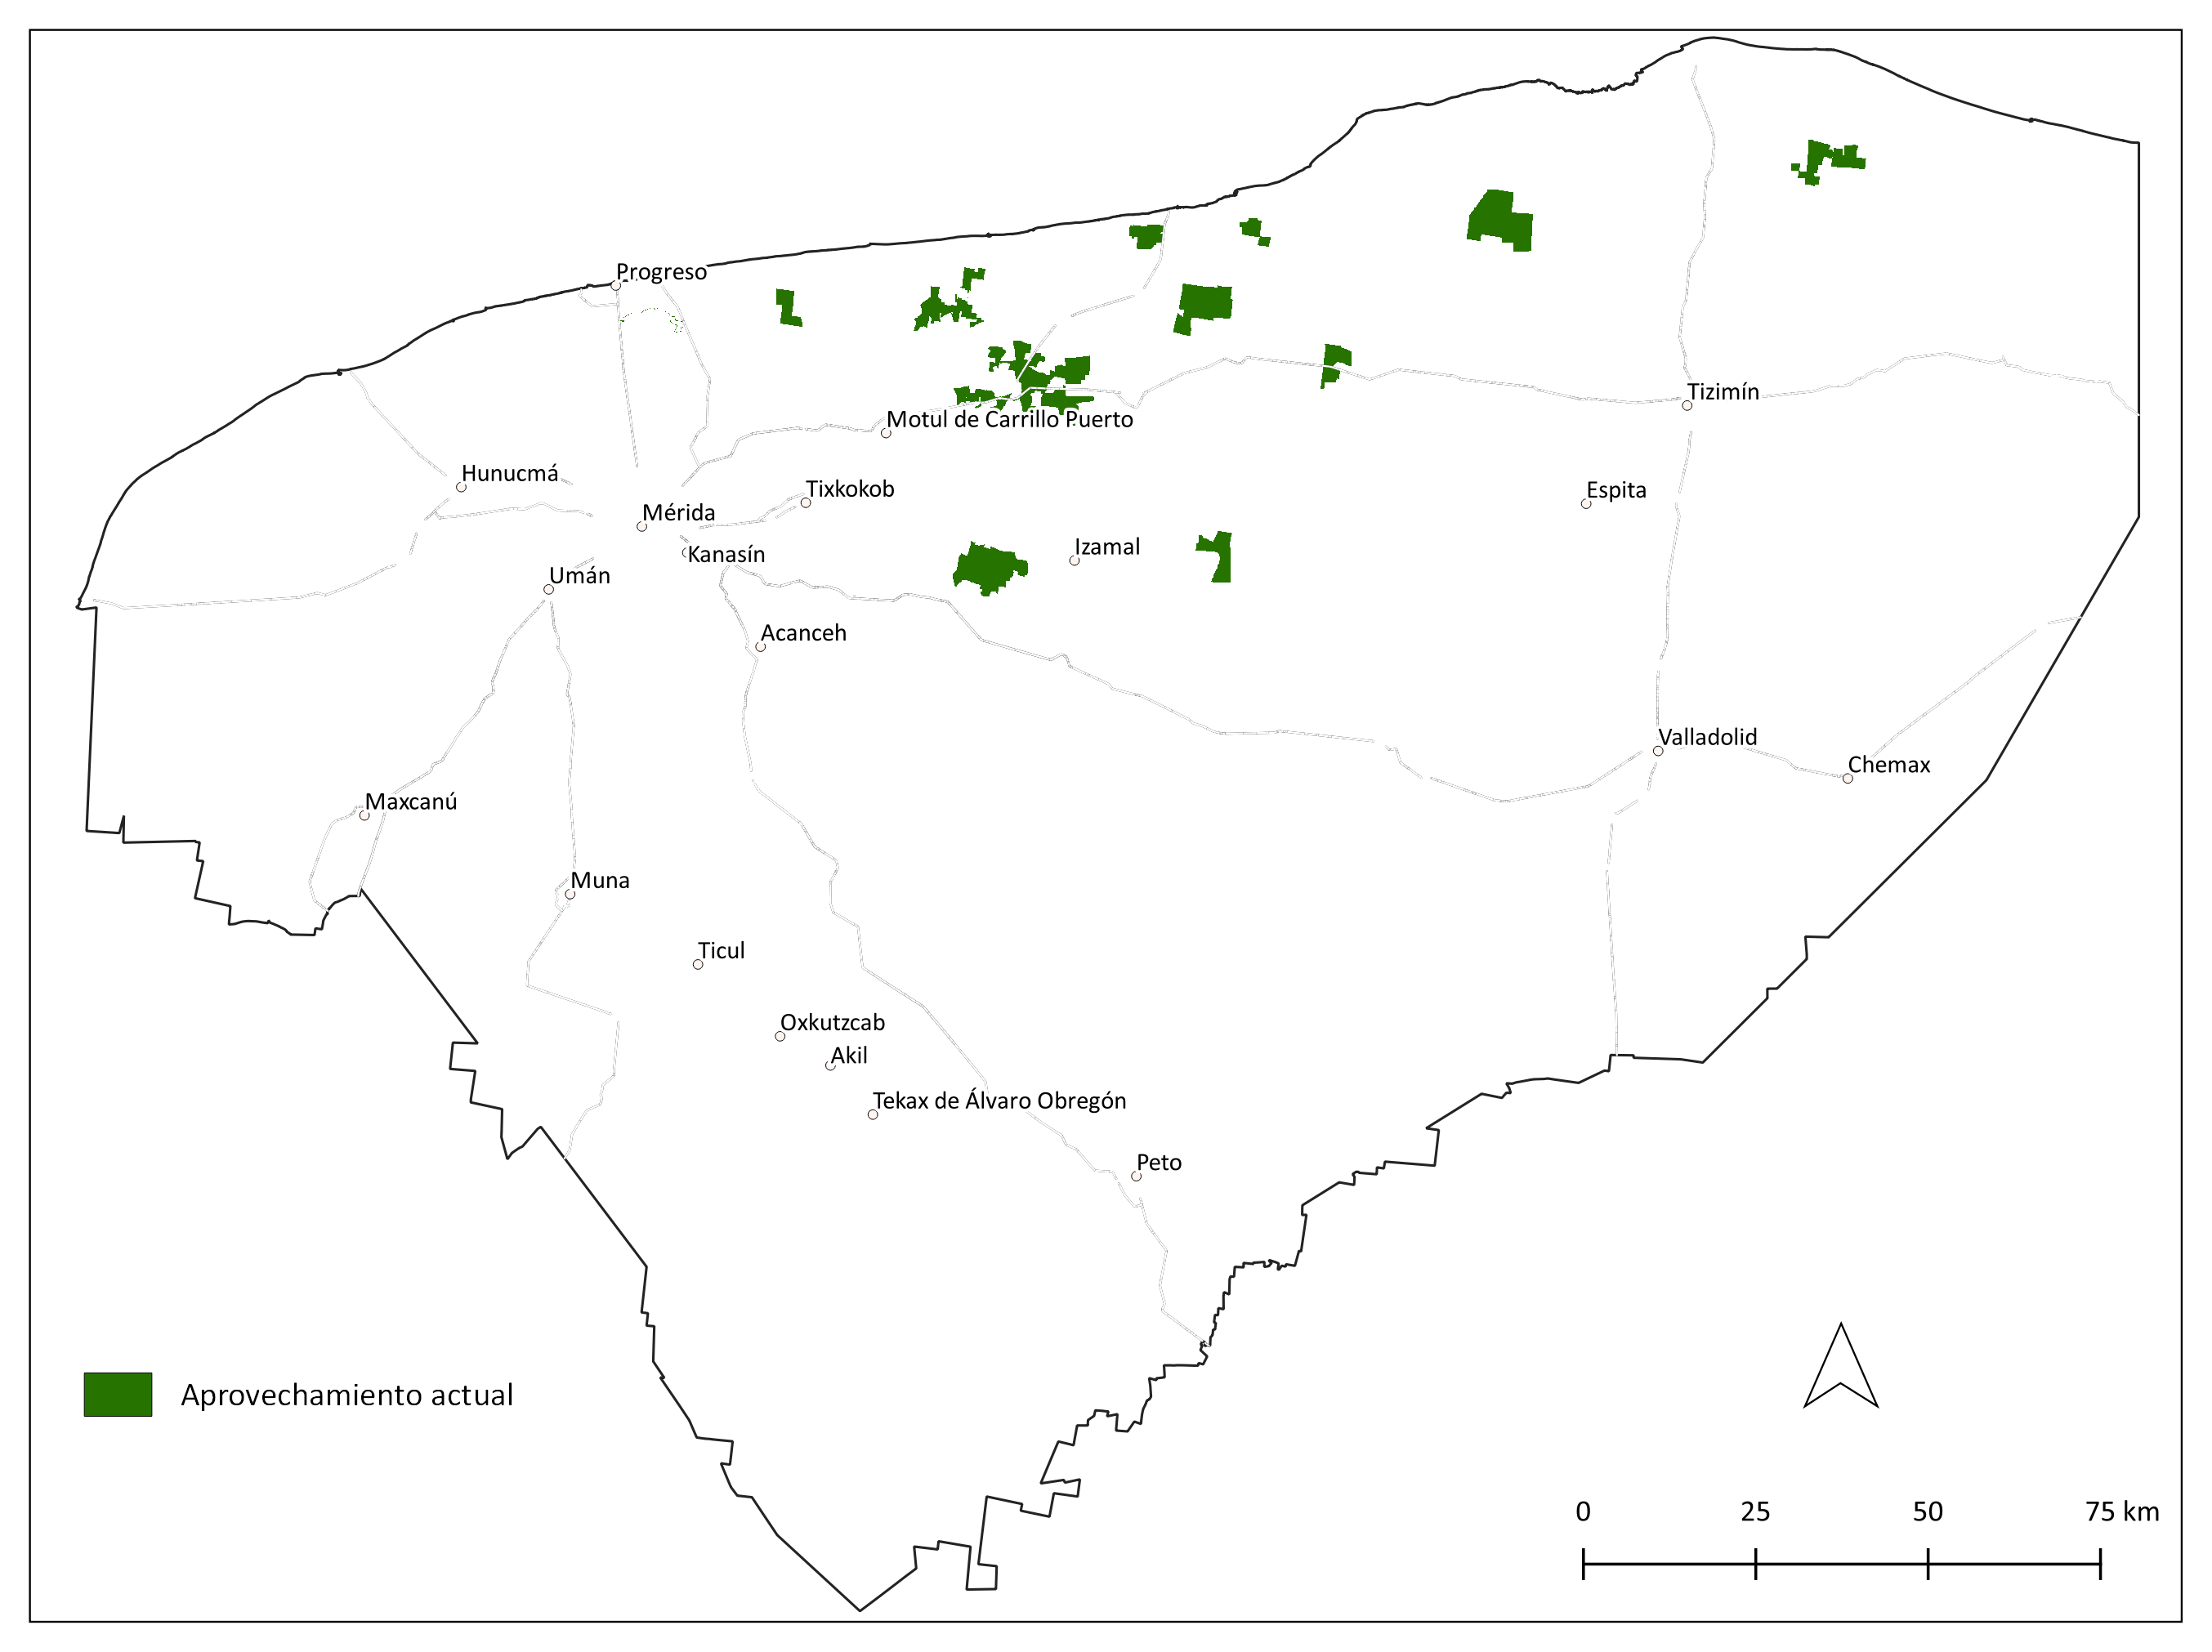 Progreso
Tizimín
Motul de Carrillo Puerto
Hunucmá
Tixkokob
Espita
Mérida
Izamal
Kanasín
Umán
Acanceh
Valladolid
Chemax
Maxcanú
Muna
Ticul
Oxkutzcab
Akil
Tekax de Álvaro Obregón
Peto
Aprovechamiento actual
0 25 50 75 km